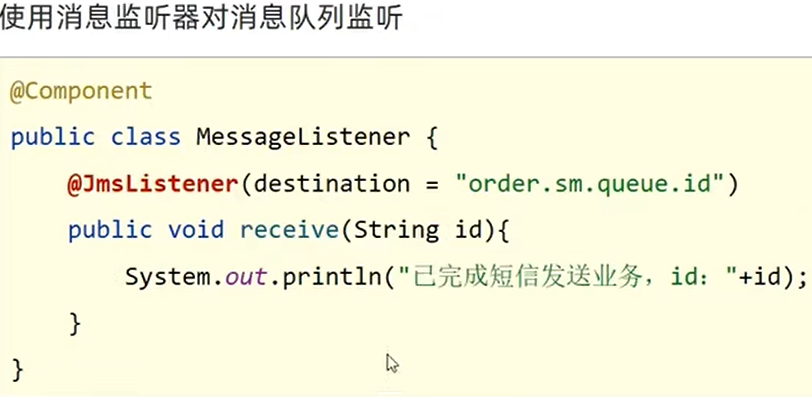 使用消息监听器对消息队列监听
@Component
public class MessageListener {
@JmsListener(destination = "order.sm.queue.id")
public void receive(String id){
System.out.println("已完成短信发送业务，id："+id);
}
}